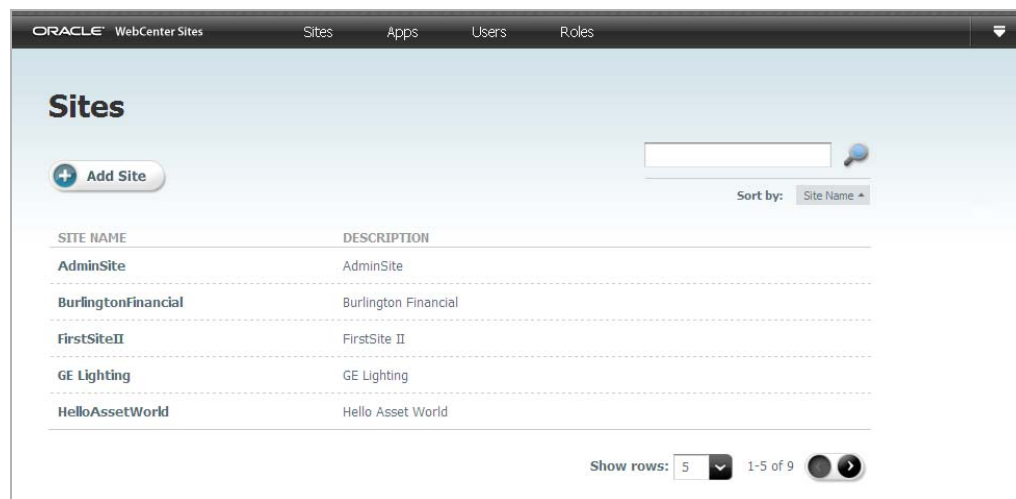 ORACLE WebCenter Sites Sites Apps Users Roles
Sites
Add Site
Sort by: Site Name
SITE NAME DESCRIPTION
AdminSite AdminSite
BurlingtonFinancial Burlington Financial
FirstSiteII FirstSite II
GE Lighting GE Lighting
HelloAssetWorld Hello Asset World
Show rows: 5 1-5 of 9